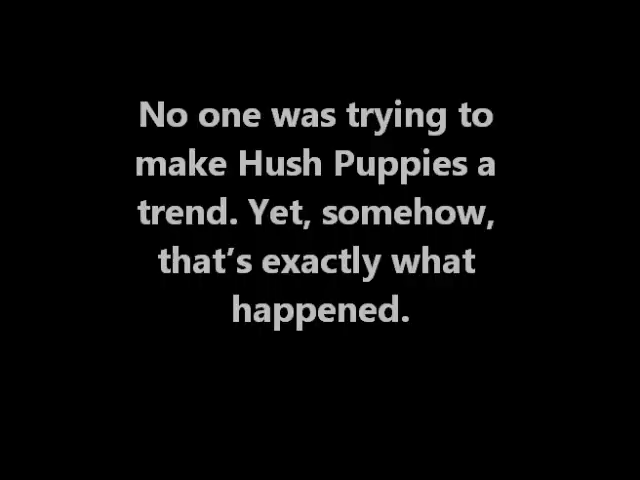 No one was trying to
make Hush Puppies a
trend. Yet, somehow,
that’s exactly what
happened.